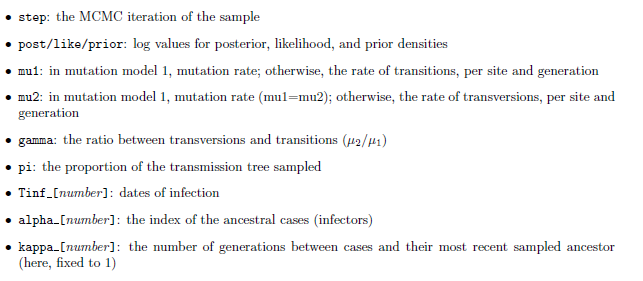 • step: the MCMC iteration of the sample
• post/like/prior: log values for posterior, likelihood, and prior densities
• mu1: in mutation model 1, mutation rate; otherwise, the rate of transitions, per site and generation
• mu2: in mutation model 1, mutation rate (mu1=mu2); otherwise, the rate of transversions, per site and
generation
• gamma: the ratio between transversions and transitions (μ₂/μ₁)
• pi: the proportion of the transmission tree sampled
• Tinf_[number]: dates of infection
• alpha_[number]: the index of the ancestral cases (infectors)
• kappa_[number]: the number of generations between cases and their most recent sampled ancestor
(here, fixed to 1)